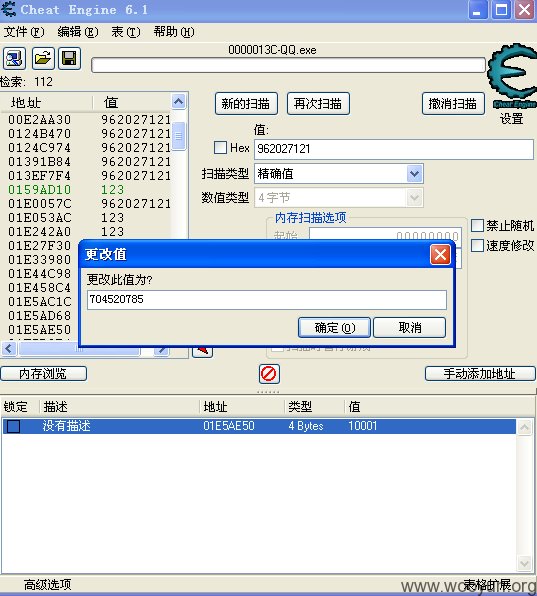 Cheat Engine 6.1
文件(F) 编辑(E) 表(T) 帮助(H)
0000013C-QQ.exe
检索: 112
Cheat Engine
设置
地址 值
00E2AA30 962027121
0124B470 962027121
0124C974 962027121
01391B84 962027121
013EF7F4 962027121
0159AD10 123
01E0057C 962027121
01E053AC 123
01E242A0 123
01E27F30
01E33980
01E44C98
01E458C4
01E5AC1C
01E5AD68
01E5AE50
新的扫描 再次扫描 撤消扫描
值:
Hex 962027121
扫描类型 精确值
数值类型 4 字节
内存扫描选项
起始 00000000
禁止随机
速度修改
更改值
更改此值为?
704520785
确定(O) 取消
内存浏览 手动添加地址
锁定 描述 地址 类型 值
没有描述 01E5AE50 4 Bytes 10001
高级选项 表格扩展
www.wooyun.org